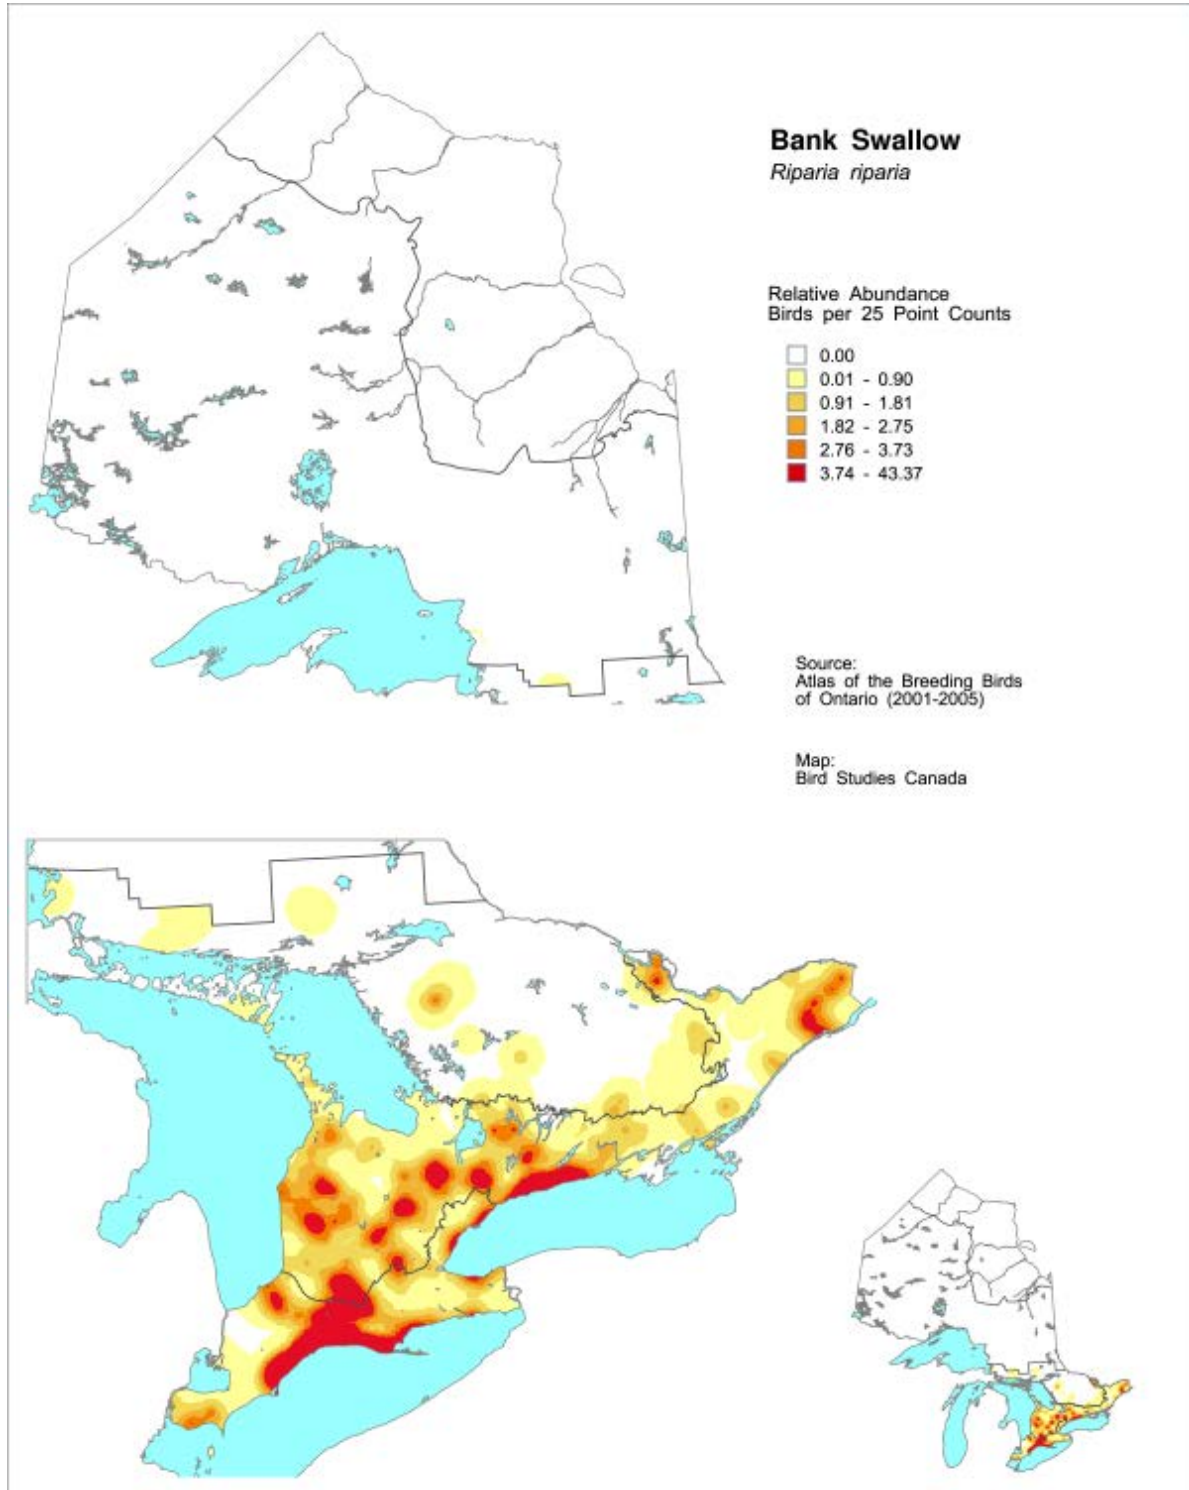 Bank Swallow
Riparia riparia
Relative Abundance
Birds per 25 Point Counts
0.00
0.01 - 0.90
0.91 - 1.81
1.82 - 2.75
2.76 - 3.73
3.74 - 43.37
Source:
Atlas of the Breeding Birds
of Ontario (2001-2005)
Map:
Bird Studies Canada